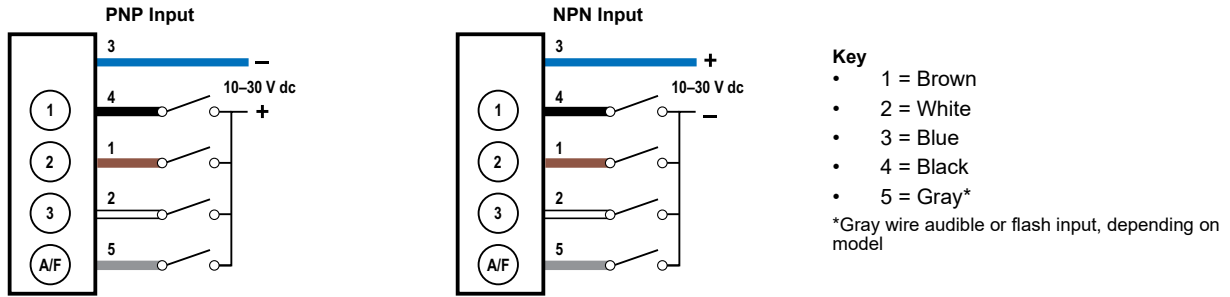 PNP Input
3
–
10–30 V dc
1
4
+
2
1
3
2
A/F
5
NPN Input
3
+
10–30 V dc
1
4
–
2
1
3
2
A/F
5
Key
• 1 = Brown
• 2 = White
• 3 = Blue
• 4 = Black
• 5 = Gray*
*Gray wire audible or flash input, depending on
model